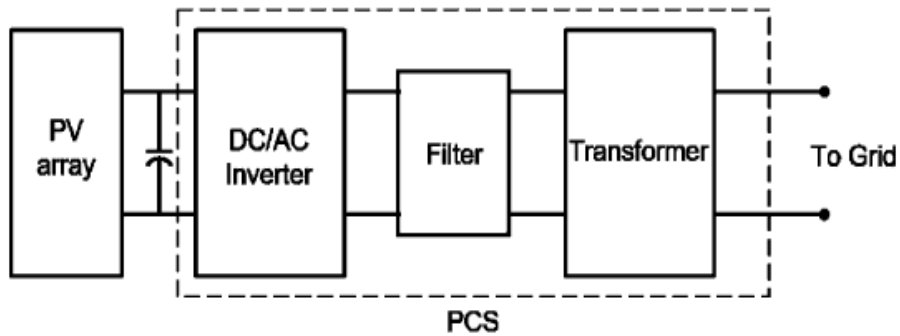 PV
array
DC/AC
Inverter
Filter
Transformer
To Grid
PCS